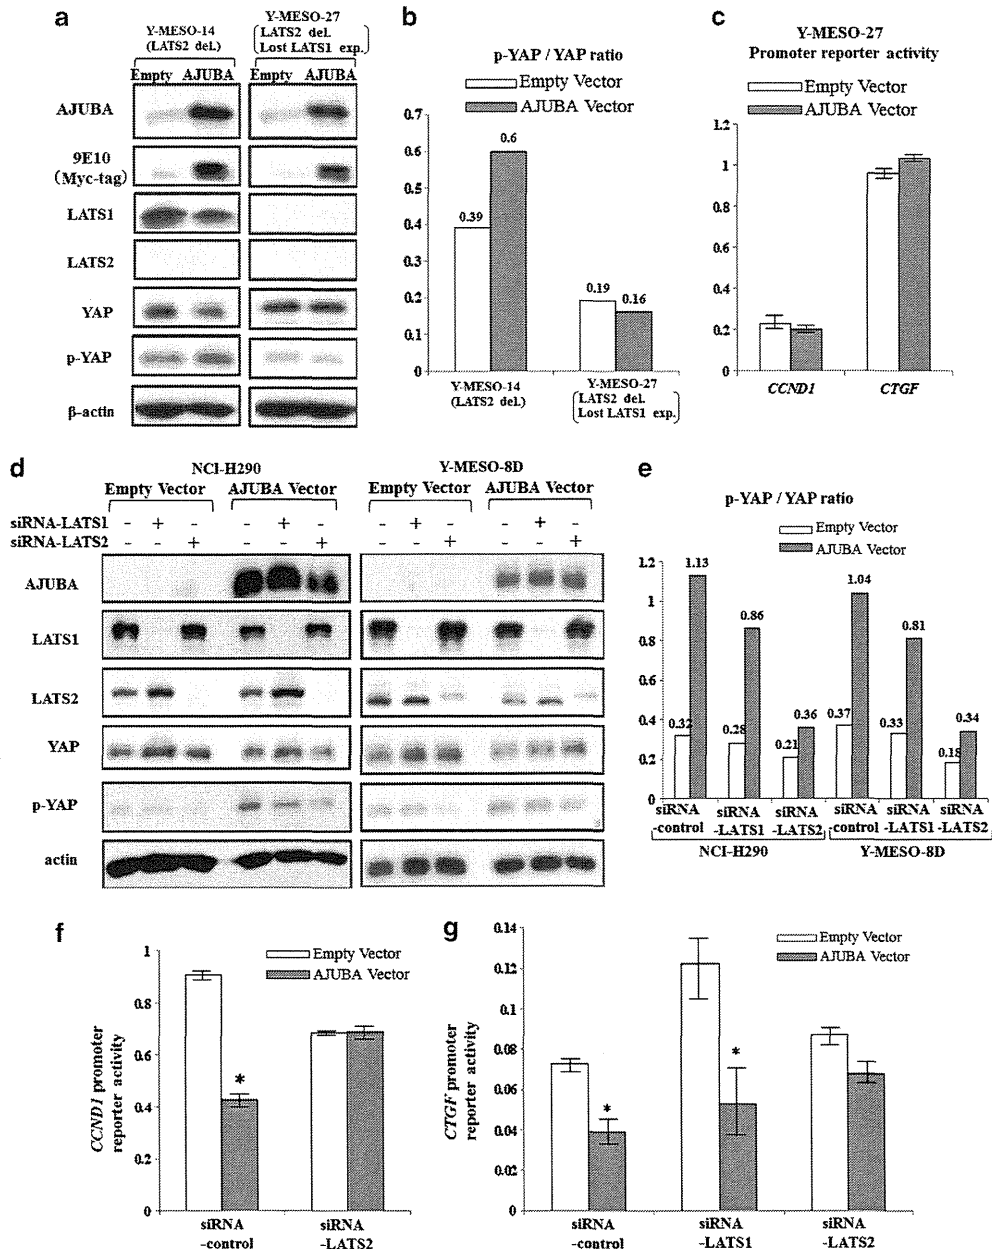 a
Y-MESO-14
(LATS2 del.)
Y-MESO-27
LATS2 del.
Lost LATS1 exp.
Empty AJUBA Empty AJUBA
AJUBA
9E10
(Myc-tag)
LATS1
LATS2
YAP
p-YAP
β-actin
b
p-YAP / YAP ratio
Empty Vector
AJUBA Vector
0.7
0.6
0.5
0.4
0.3
0.2
0.1
0
0.39
0.6
0.19
0.16
Y-MESO-14
(LATS2 del.)
Y-MESO-27
LATS2 del.
Lost LATS1 exp.
c
Y-MESO-27
Promoter reporter activity
Empty Vector
AJUBA Vector
1.2
1
0.8
0.6
0.4
0.2
0
CCND1 CTGF
d
NCI-H290 Y-MESO-8D
Empty Vector AJUBA Vector Empty Vector AJUBA Vector
siRNA-LATS1 - + - - + - - + - - + -
siRNA-LATS2 - - + - - + - - + - - +
AJUBA
LATS1
LATS2
YAP
p-YAP
actin
e
p-YAP / YAP ratio
Empty Vector
AJUBA Vector
1.2
1
0.8
0.6
0.4
0.2
0
0.32
1.13
0.28
0.86
0.21
0.36
0.37
1.04
0.33
0.81
0.18
0.34
siRNA siRNA siRNA siRNA siRNA siRNA
-control -LATS1 -LATS2 -control -LATS1 -LATS2
NCI-H290 Y-MESO-8D
f
CCND1 promoter
reporter activity
Empty Vector
AJUBA Vector
1
0.8
0.6
0.4
0.2
0
*
siRNA siRNA
-control -LATS2
g
CTGF promoter
reporter activity
Empty Vector
AJUBA Vector
0.14
0.12
0.1
0.08
0.06
0.04
0.02
0
*
*
siRNA siRNA siRNA
-control -LATS1 -LATS2